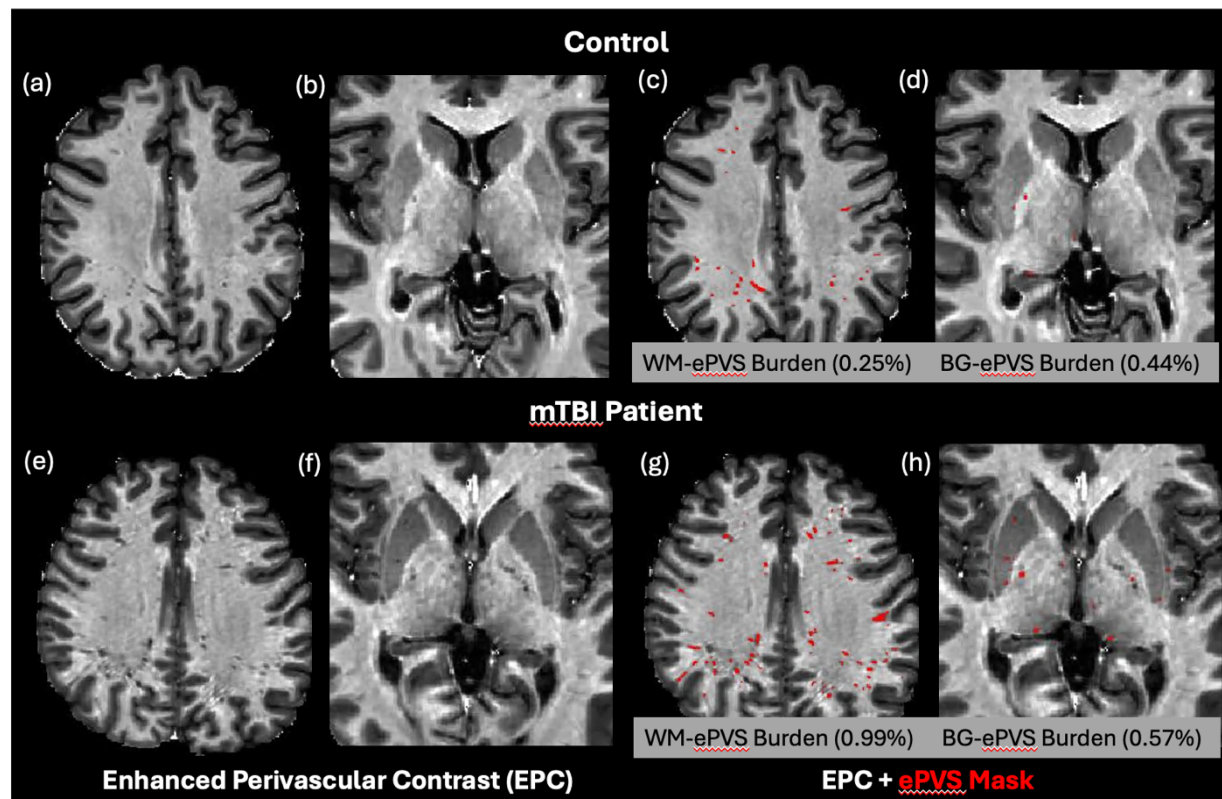 Control
(a)
(b)
(c)
(d)
WM-ePVS Burden (0.25%)
BG-ePVS Burden (0.44%)
mTBI Patient
(e)
(f)
(g)
(h)
WM-ePVS Burden (0.99%)
BG-ePVS Burden (0.57%)
Enhanced Perivascular Contrast (EPC)
EPC + ePVS Mask